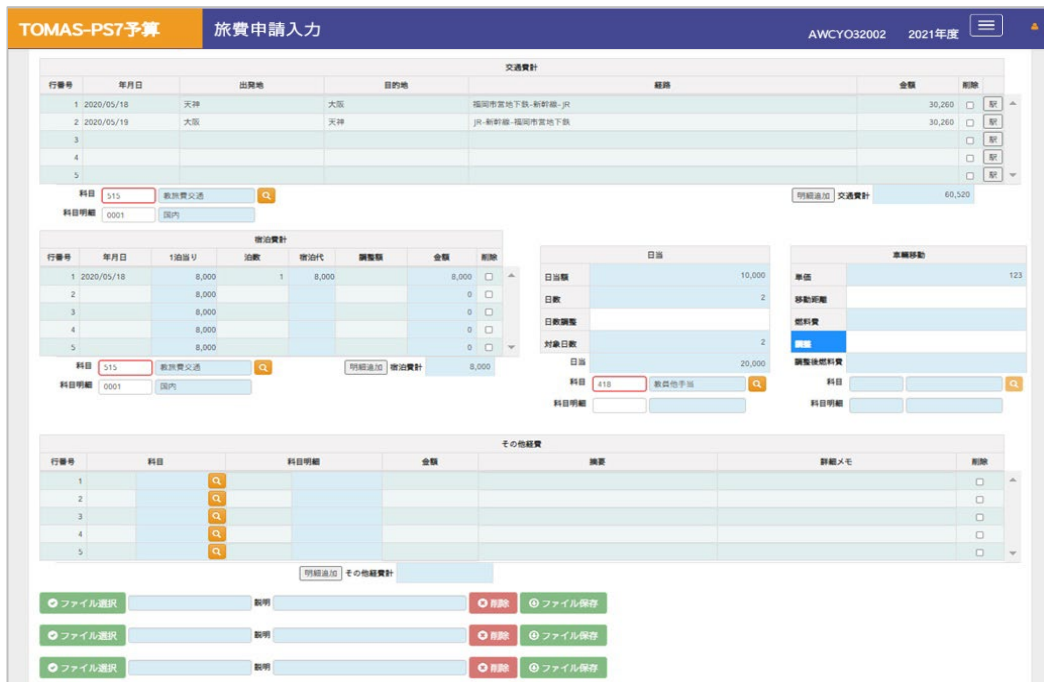 TOMAS-PS7予算 旅費申請入力 AWCYO32002 2021年度
交通費計
行番号 年月日 出発地 目的地 経路 金額 削除
1 2020/05/18 天神 大阪 福岡市営地下鉄-新幹線-JR 30,260 駅
2 2020/05/19 大阪 天神 JR-新幹線-福岡市営地下鉄 30,260 駅
3 駅
4 駅
5 駅
科目 515 教旅費交通 明細追加 交通費計 60,520
科目明細 0001 国内
宿泊費計
行番号 年月日 1泊当り 泊数 宿泊代 調整額 金額 削除
1 2020/05/18 8,000 1 8,000 8,000
2 8,000 0
3 8,000 0
4 8,000 0
5 8,000 0
科目 515 教旅費交通 明細追加 宿泊費計 8,000
科目明細 0001 国内
日当
日当額 10,000
日数 2
日数調整
対象日数 2
日当 20,000
科目 418 教員他手当
科目明細
車輌移動
単価 123
移動距離
燃料費
調整
調整後燃料費
科目
科目明細
その他経費
行番号 科目 科目明細 金額 摘要 詳細メモ 削除
1
2
3
4
5
明細追加 その他経費計
ファイル選択 説明 削除 ファイル保存
ファイル選択 説明 削除 ファイル保存
ファイル選択 説明 削除 ファイル保存